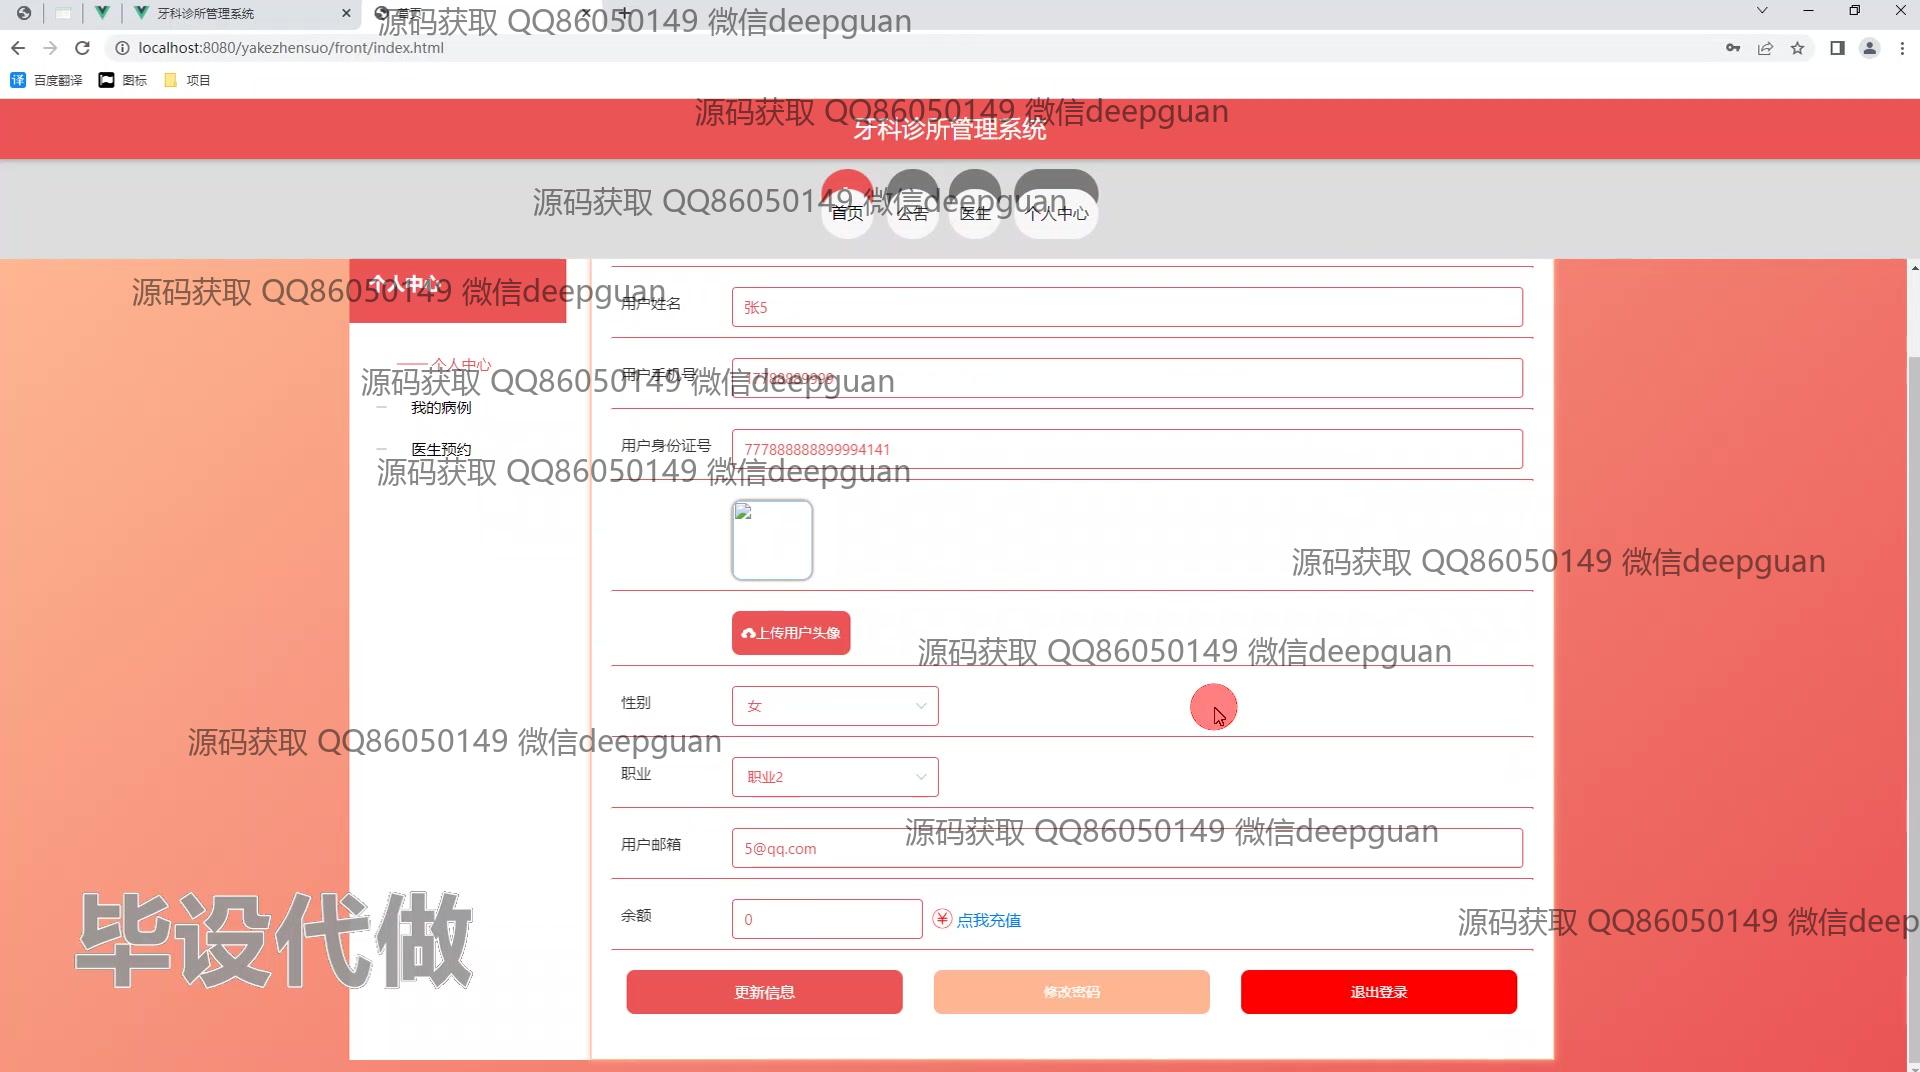 牙科诊所管理系统
首页
源码获取 QQ86050149 微信deepguan
localhost:8080/yakezhensuo/front/index.html
百度翻译
图标
项目
源码获取 QQ86050149 微信deepguan
牙科诊所管理系统
源码获取 QQ86050149 微信deepguan
首页
公告
医生
个人中心
源码获取 QQ86050149 微信deepguan
个人中心
用户姓名
张5
个人中心
源码获取 QQ86050149 微信deepguan
用户手机号
17788889999
我的病例
医生预约
用户身份证号
777888888899994141
源码获取 QQ86050149 微信deepguan
源码获取 QQ86050149 微信deepguan
上传用户头像
源码获取 QQ86050149 微信deepguan
性别
女
源码获取 QQ86050149 微信deepguan
职业
职业2
源码获取 QQ86050149 微信deepguan
用户邮箱
5@qq.com
毕设代做
余额
0
点我充值
源码获取 QQ86050149 微信deep
更新信息
修改密码
退出登录